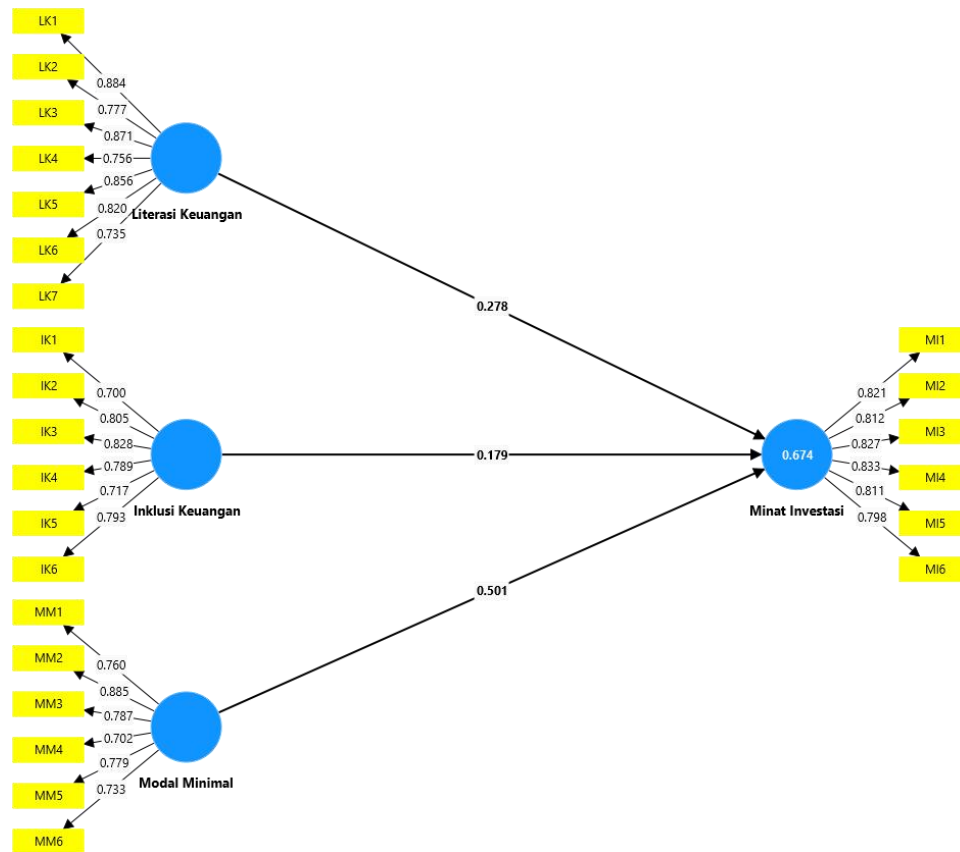 LK1
LK2
LK3
LK4
LK5
LK6
LK7
0.884
0.777
0.871
0.756
0.856
0.820
0.735
Literasi Keuangan
0.278
IK1
IK2
IK3
IK4
IK5
IK6
0.700
0.805
0.828
0.789
0.717
0.793
Inklusi Keuangan
0.179
MM1
MM2
MM3
MM4
MM5
MM6
0.760
0.885
0.787
0.702
0.779
0.733
Modal Minimal
0.501
0.674
Minat Investasi
0.821
0.812
0.827
0.833
0.811
0.798
MI1
MI2
MI3
MI4
MI5
MI6